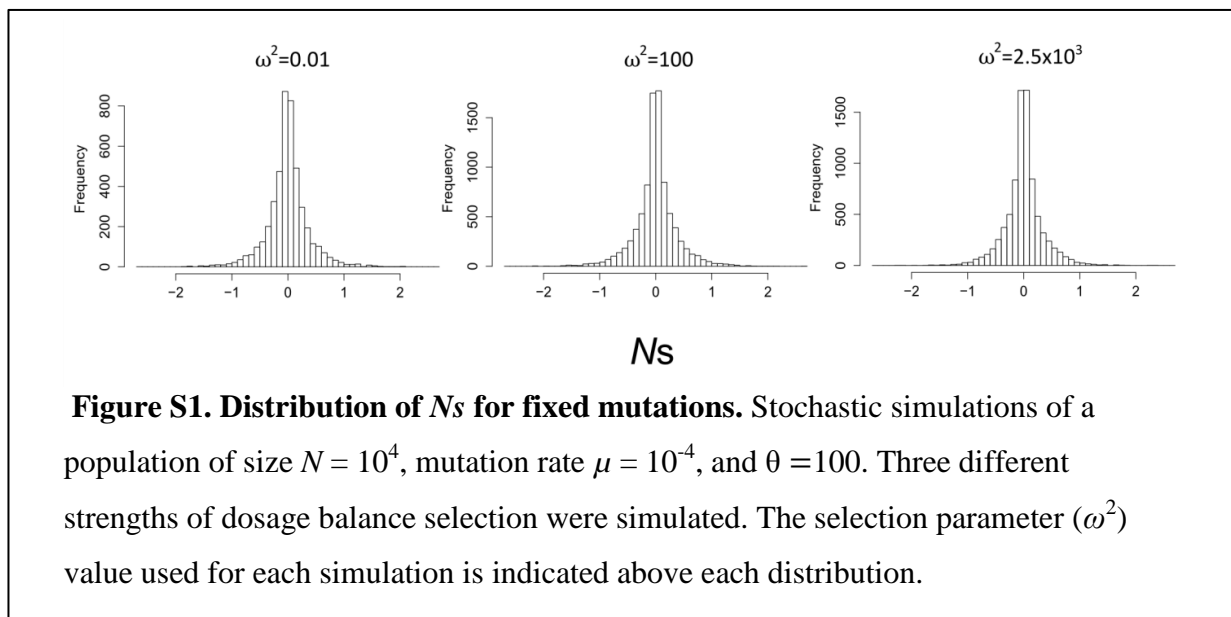 ω²=0.01 ω²=100 ω²=2.5x10³
Frequency
0 200 400 600 800
−2 −1 0 1 2
Frequency
0 500 1000 1500
−2 −1 0 1 2
Frequency
0 500 1000 1500
−2 −1 0 1 2
Ns
Figure S1. Distribution of Ns for fixed mutations. Stochastic simulations of a
population of size N = 10⁴, mutation rate μ = 10⁻⁴, and θ =100. Three different
strengths of dosage balance selection were simulated. The selection parameter (ω²)
value used for each simulation is indicated above each distribution.